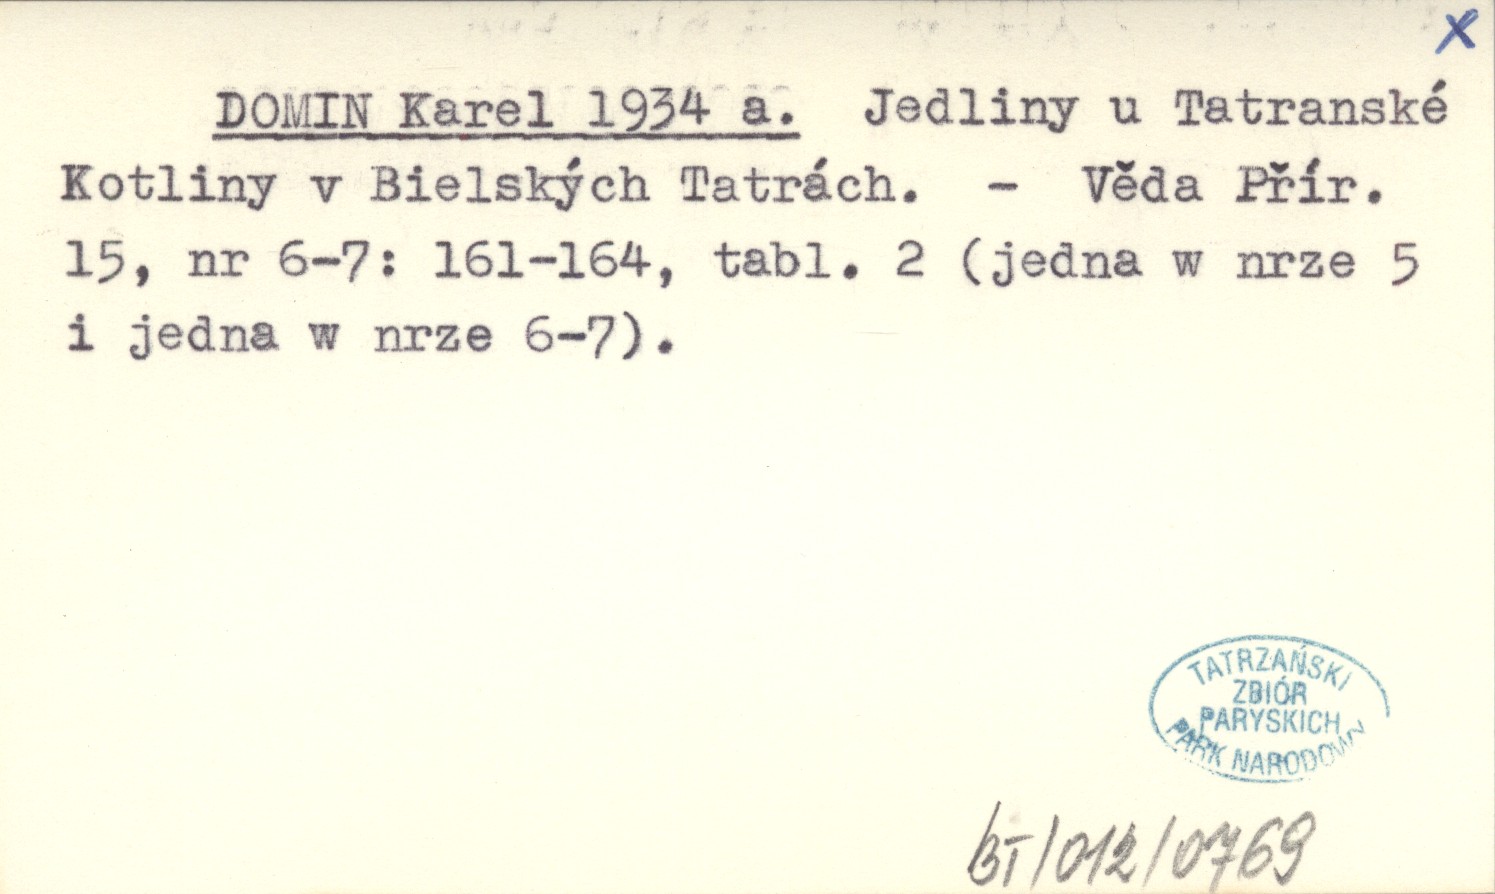 x
DOMIN Karel 1934 a. Jedliny u Tatranské
Kotliny v Bielských Tatrách. - Věda Přír.
15, nr 6-7: 161-164, tabl. 2 (jedna w nrze 5
i jedna w nrze 6-7).
TATRZAŃSKI
ZBIÓR
PARYSKICH
PARK NARODOWY
BT/012/0769